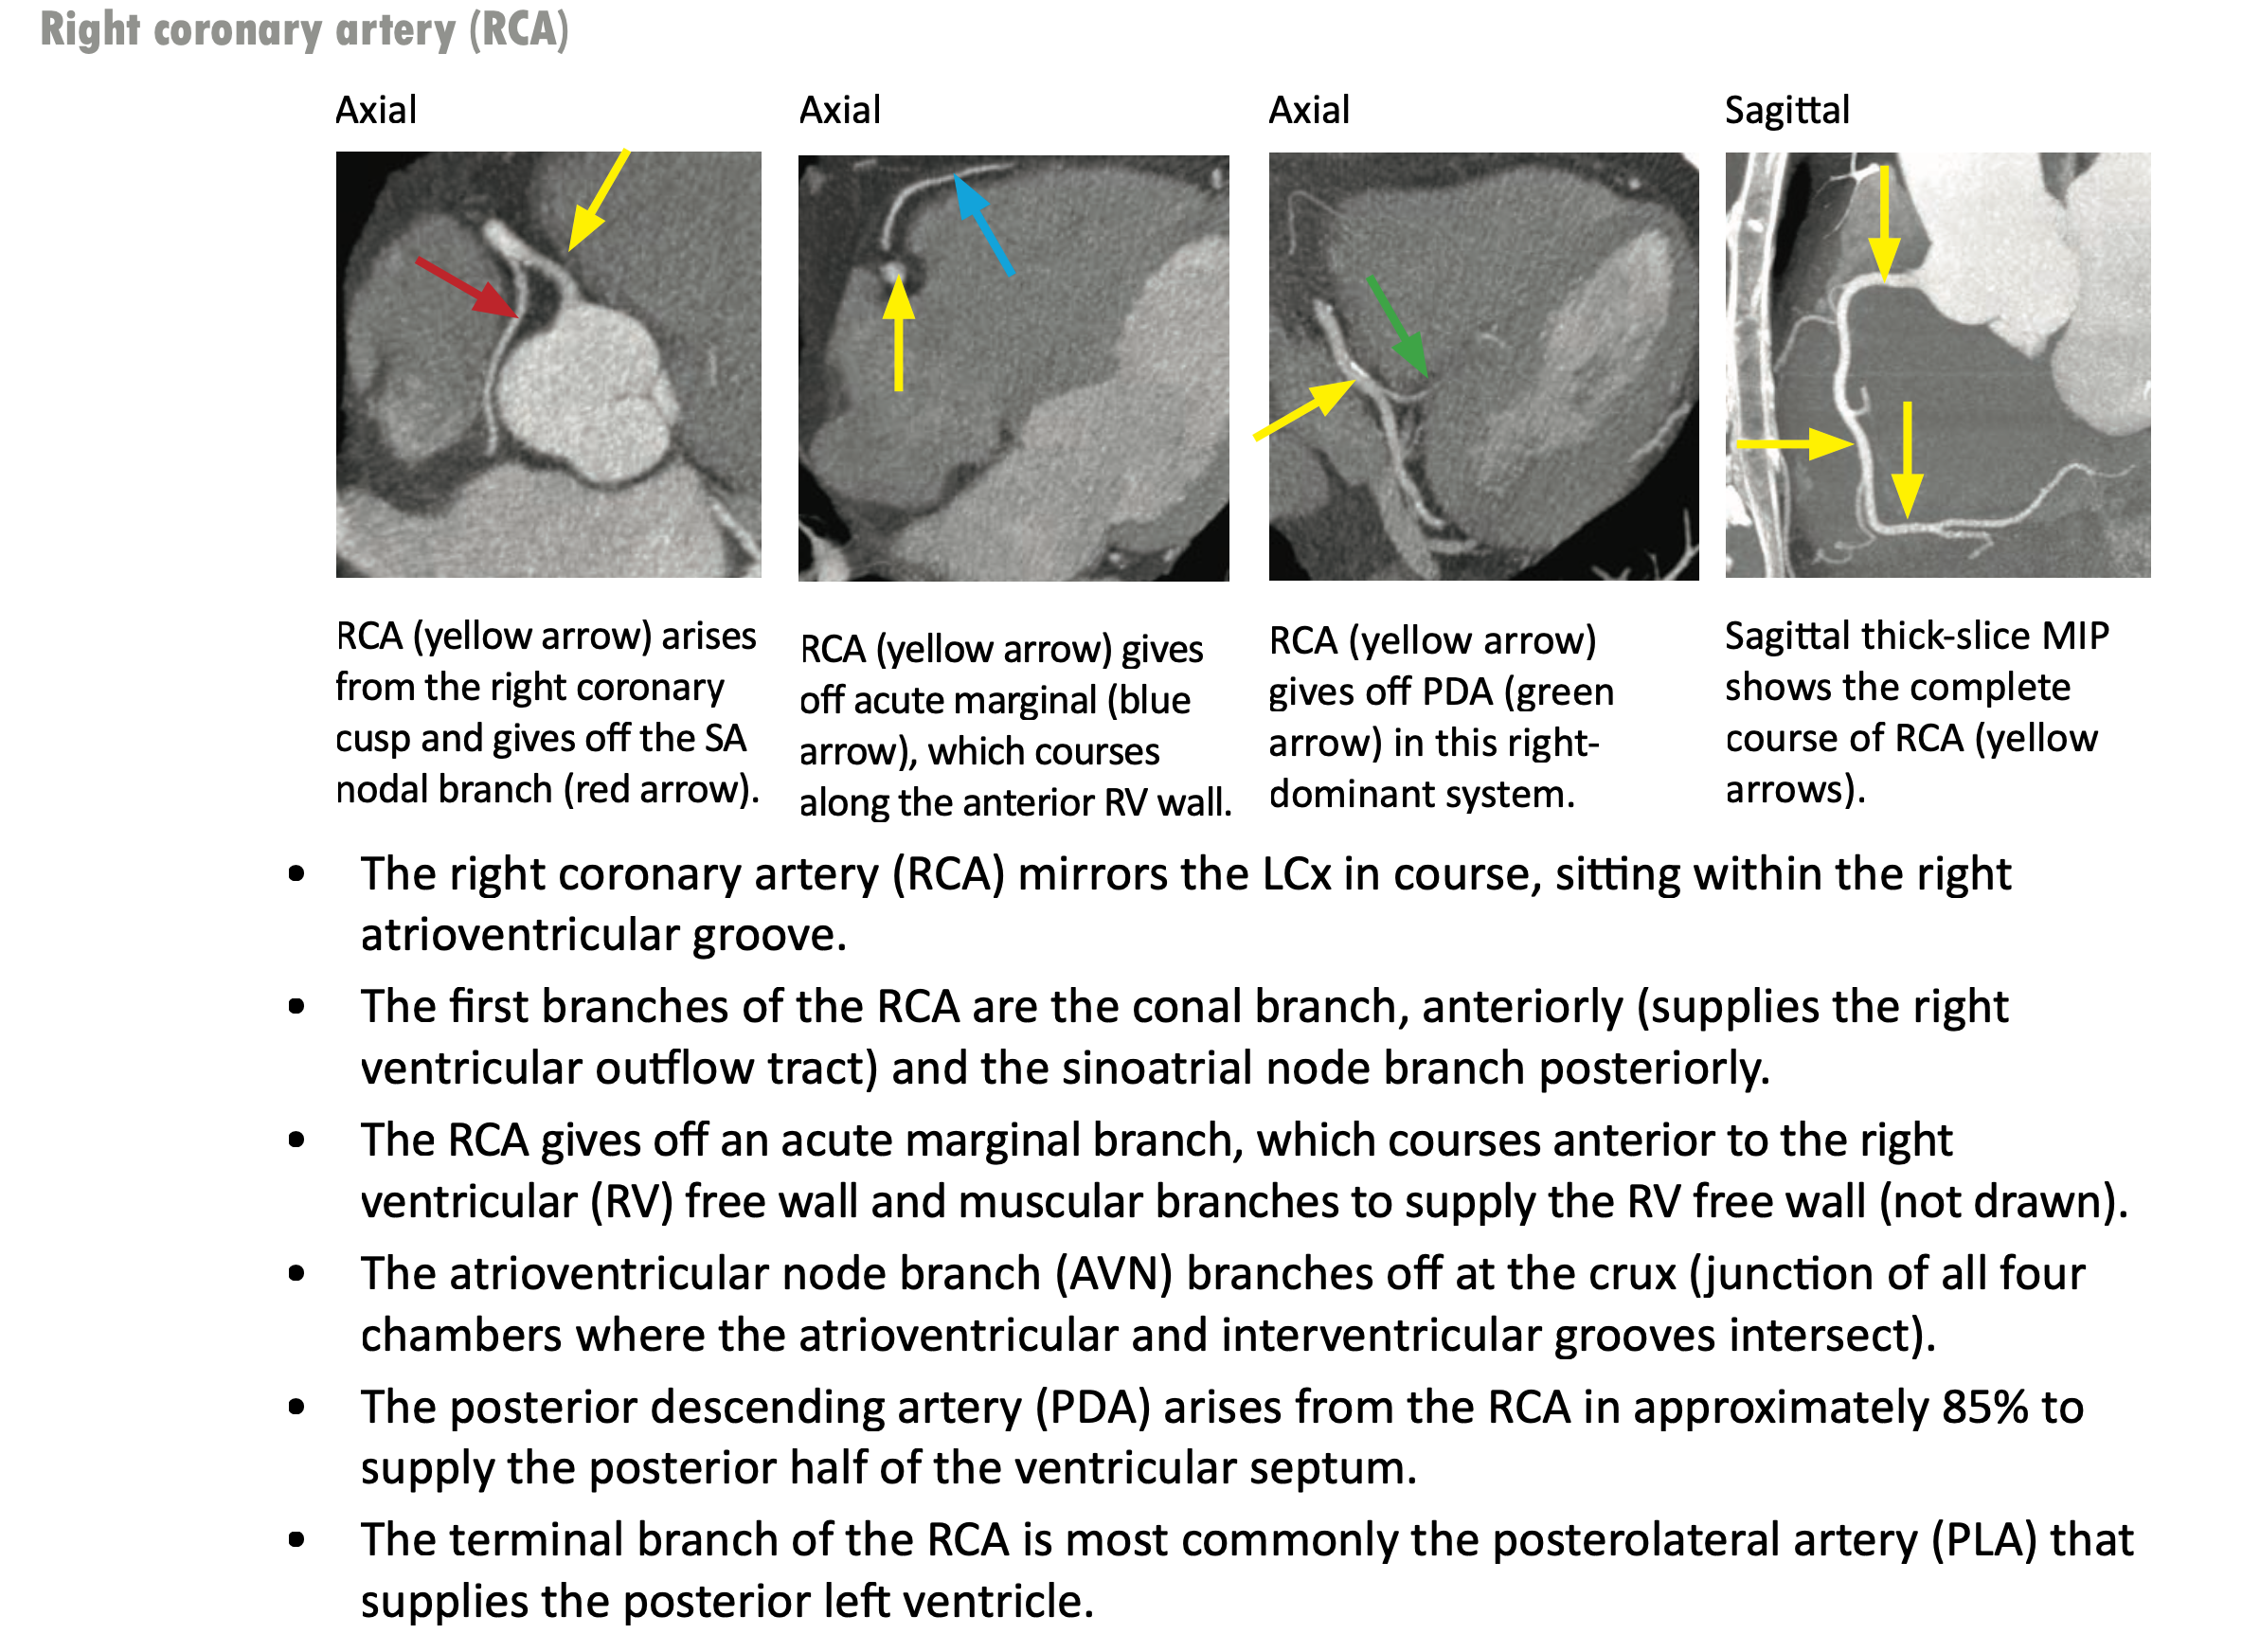 Right coronary artery (RCA)
Axial
Axial
Axial
Sagittal
RCA (yellow arrow) arises
from the right coronary
cusp and gives off the SA
nodal branch (red arrow).
RCA (yellow arrow) gives
off acute marginal (blue
arrow), which courses
along the anterior RV wall.
RCA (yellow arrow)
gives off PDA (green
arrow) in this right-
dominant system.
Sagittal thick-slice MIP
shows the complete
course of RCA (yellow
arrows).
• The right coronary artery (RCA) mirrors the LCx in course, sitting within the right
atrioventricular groove.
• The first branches of the RCA are the conal branch, anteriorly (supplies the right
ventricular outflow tract) and the sinoatrial node branch posteriorly.
• The RCA gives off an acute marginal branch, which courses anterior to the right
ventricular (RV) free wall and muscular branches to supply the RV free wall (not drawn).
• The atrioventricular node branch (AVN) branches off at the crux (junction of all four
chambers where the atrioventricular and interventricular grooves intersect).
• The posterior descending artery (PDA) arises from the RCA in approximately 85% to
supply the posterior half of the ventricular septum.
• The terminal branch of the RCA is most commonly the posterolateral artery (PLA) that
supplies the posterior left ventricle.